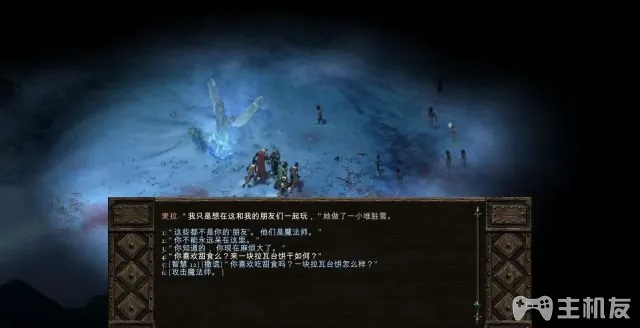 麦拉-"我只是想在这和我的朋友们一起玩，"她做了一小堆脏雪。
1: "这些都不是你的'朋友'。他们是魔法师。"
2: "你不能永远呆在这里。"
3: "你知道的，你现在麻烦大了。"
4: "你喜欢甜食么？来一块拉瓦台饼干如何？"
5: [智慧 12] [撒谎] "你喜欢吃甜食吗？一块拉瓦台饼怎么样？"
6: [攻击魔法师。]
主机友